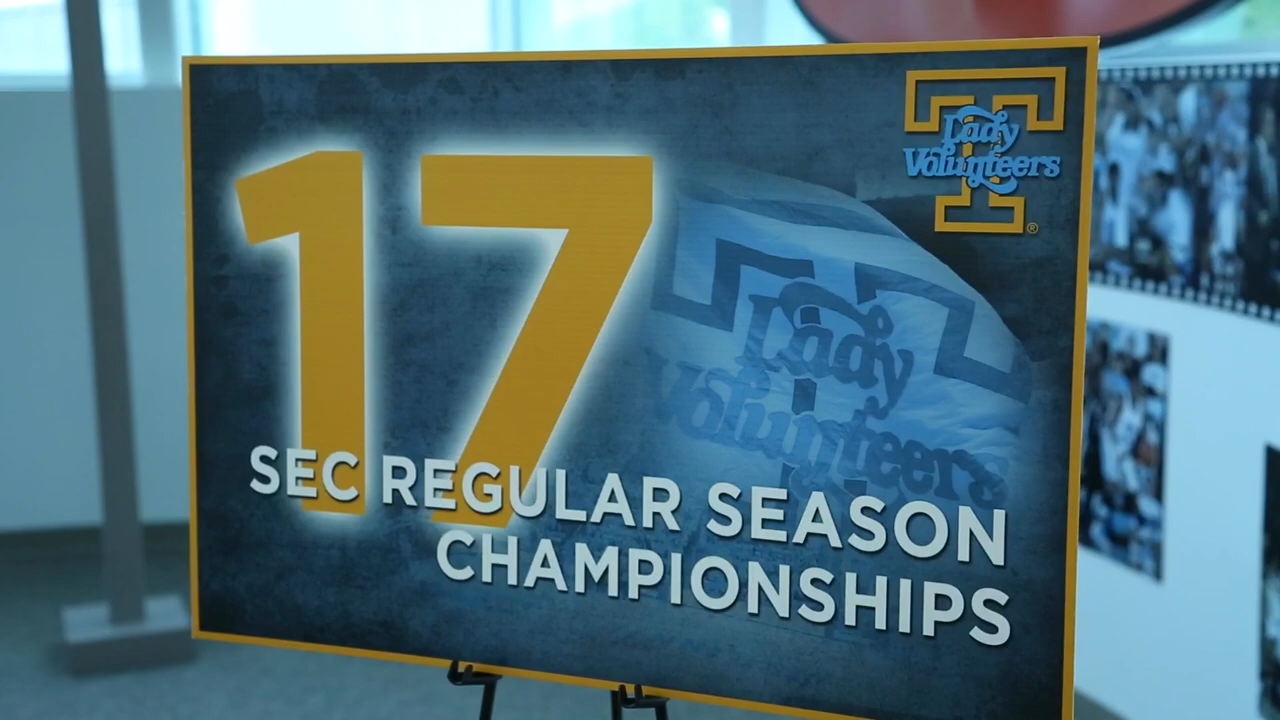 17
SEC REGULAR SEASON
CHAMPIONSHIPS
Lady
Volunteers
®
Lady
Volunteers